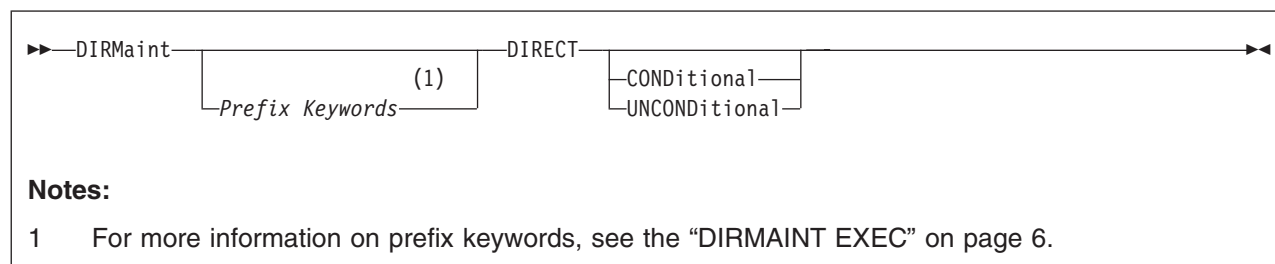 DIRMaint DIRECT
(1) CONDitional
Prefix Keywords UNCONDitional
Notes:
1 For more information on prefix keywords, see the “DIRMAINT EXEC” on page 6.